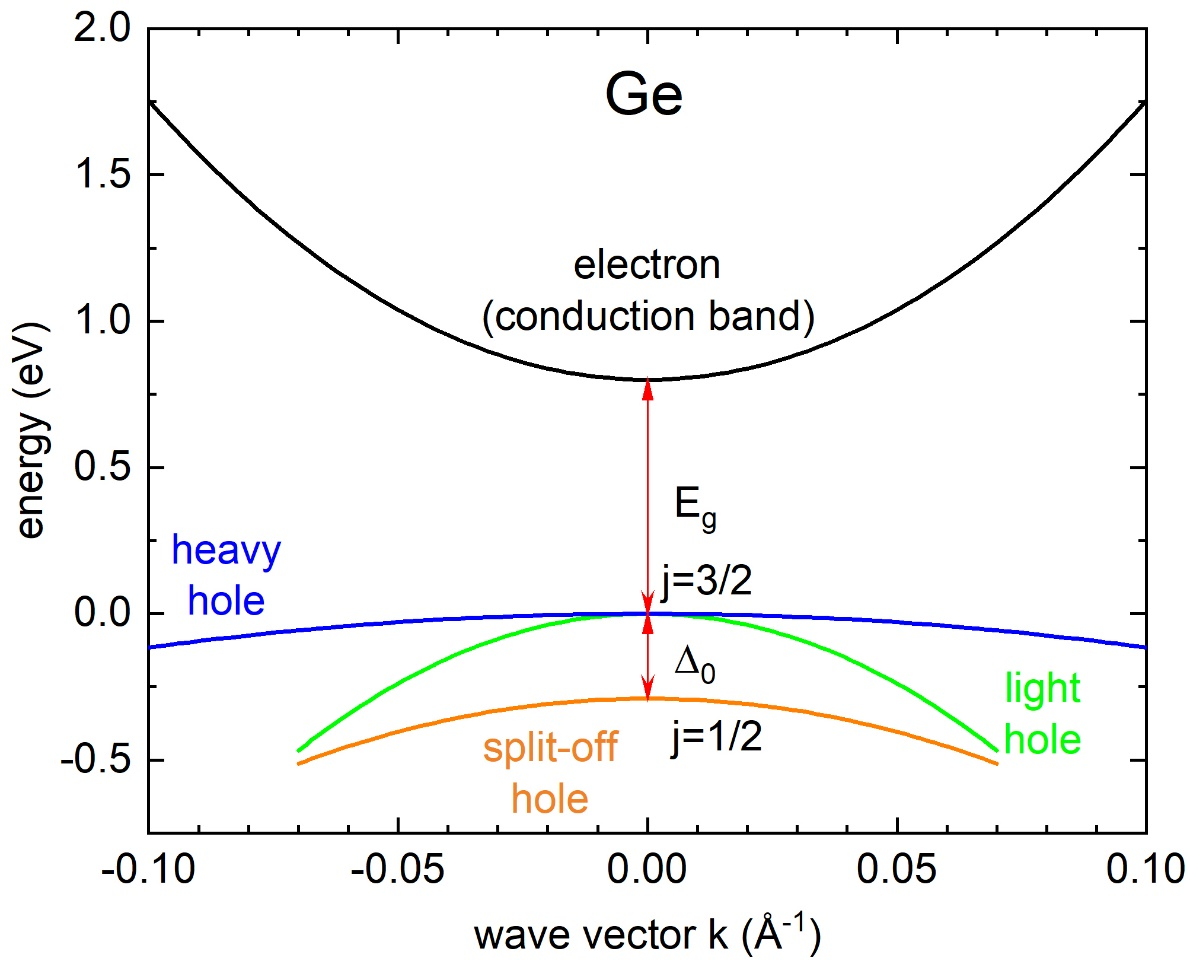 2.0
Ge
1.5
electron
(conduction band)
1.0
energy (eV)
0.5
E_g
heavy
hole
j=3/2
0.0
Δ_0
light
hole
j=1/2
split-off
hole
-0.5
-0.10 -0.05 0.00 0.05 0.10
wave vector k (Å⁻¹)